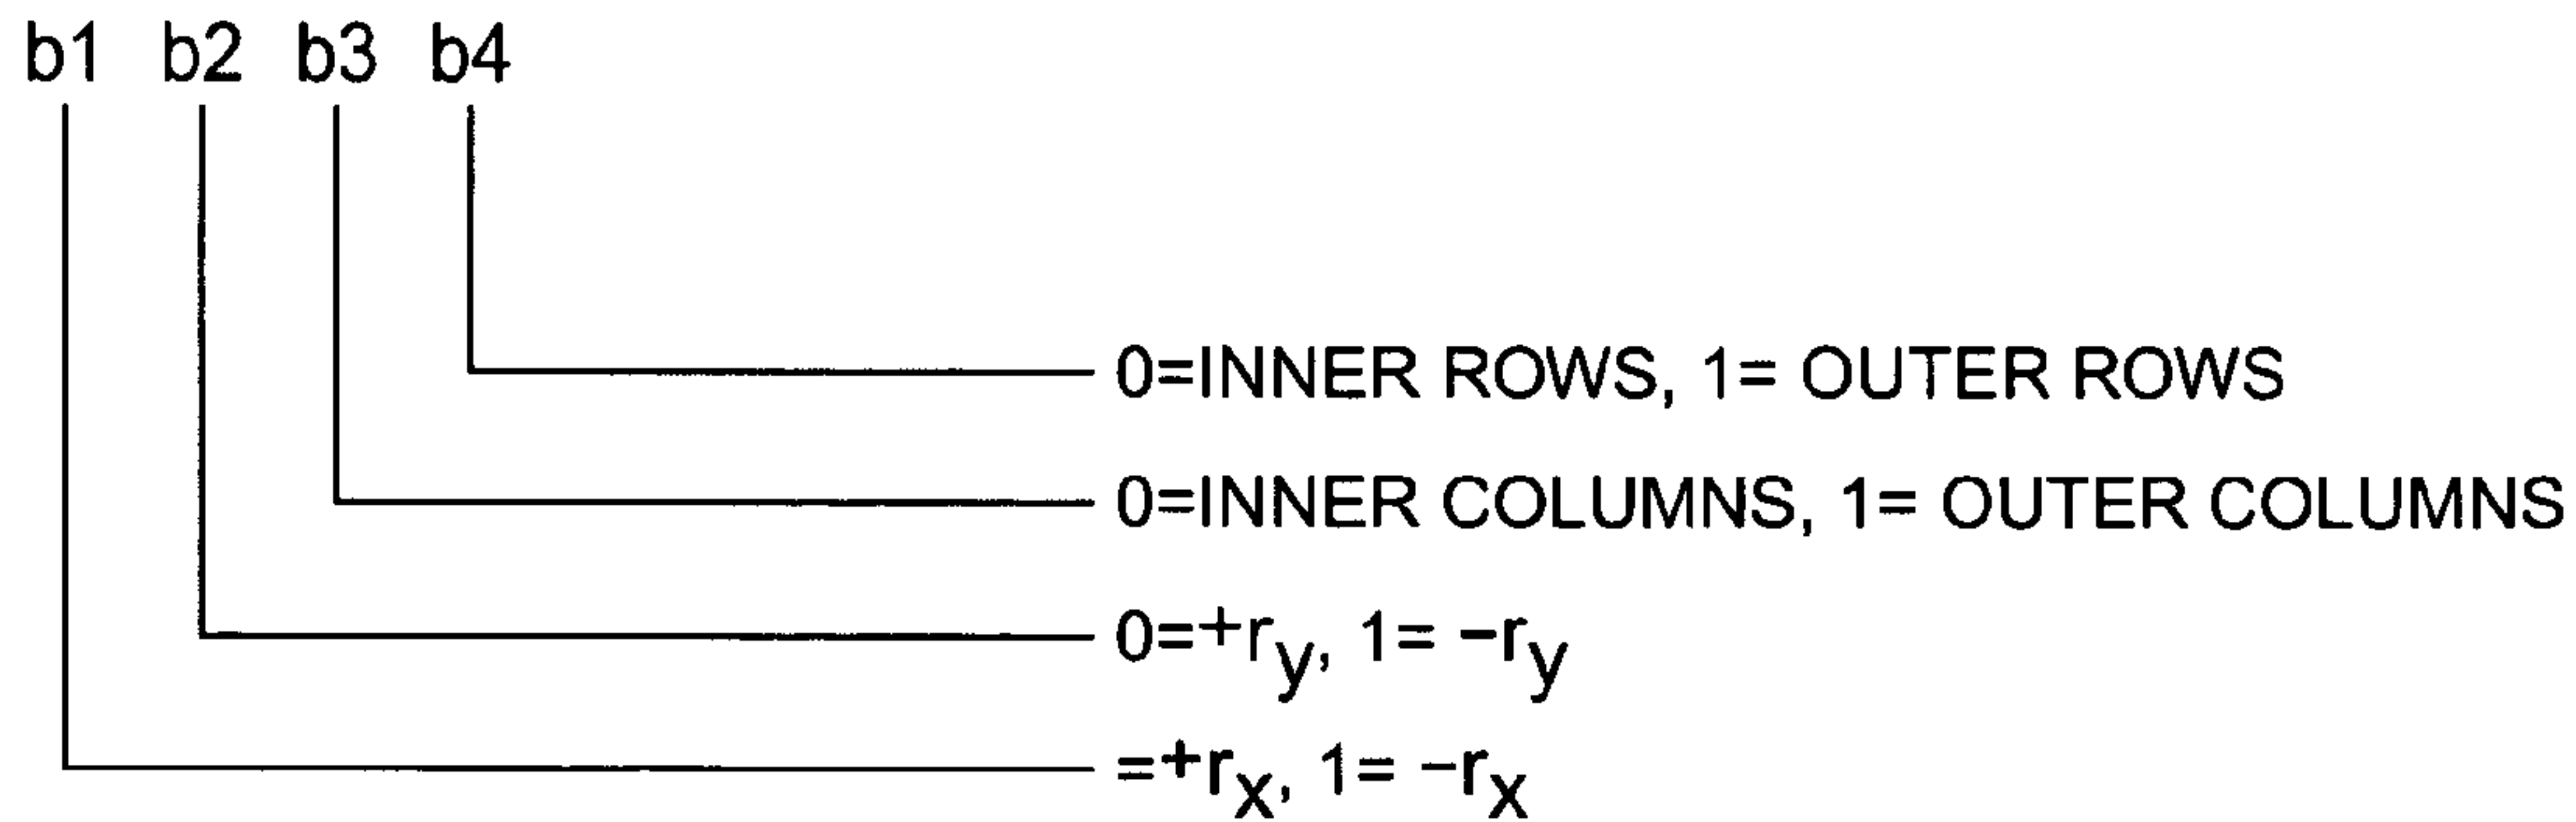 b1 b2 b3 b4
0=INNER ROWS, 1= OUTER ROWS
0=INNER COLUMNS, 1= OUTER COLUMNS
0=+ry, 1= −ry
=+rx, 1= −rx